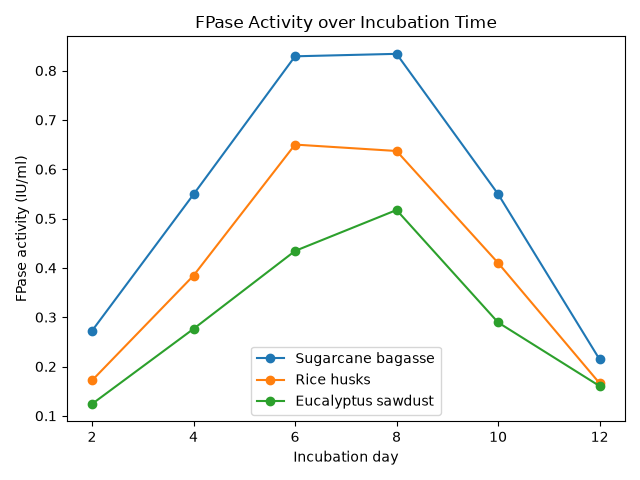 FPase Activity over Incubation Time
FPase activity (IU/ml)
0.8
0.7
0.6
0.5
0.4
0.3
0.2
0.1
Sugarcane bagasse
Rice husks
Eucalyptus sawdust
2 4 6 8 10 12
Incubation day